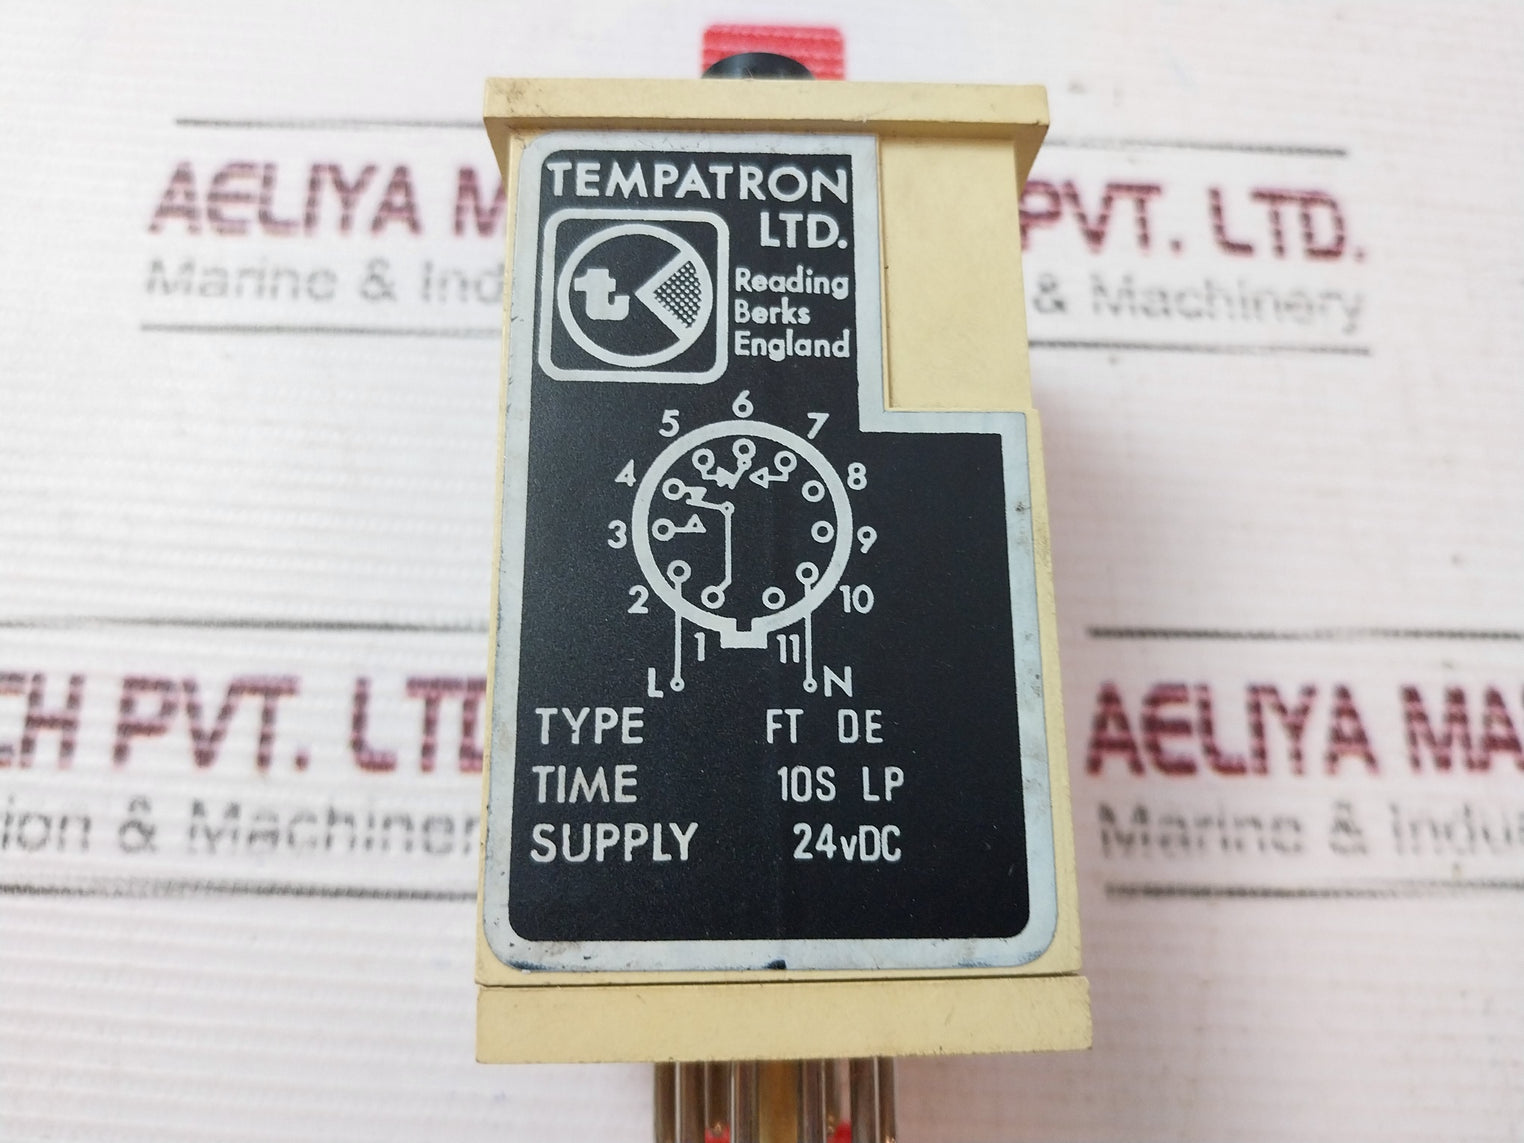 TEMPATRON
LTD.
t
Reading
Berks
England
6
5 7
4 8
3 9
2 10
1 11
L N
TYPE FT DE
TIME 10S LP
SUPPLY 24vDC
AELIYA M PVT. LTD.
Marine & Ind & Machinery
CH PVT. LTD
ion & Machiner
AELIYA MA
Marine & Indu